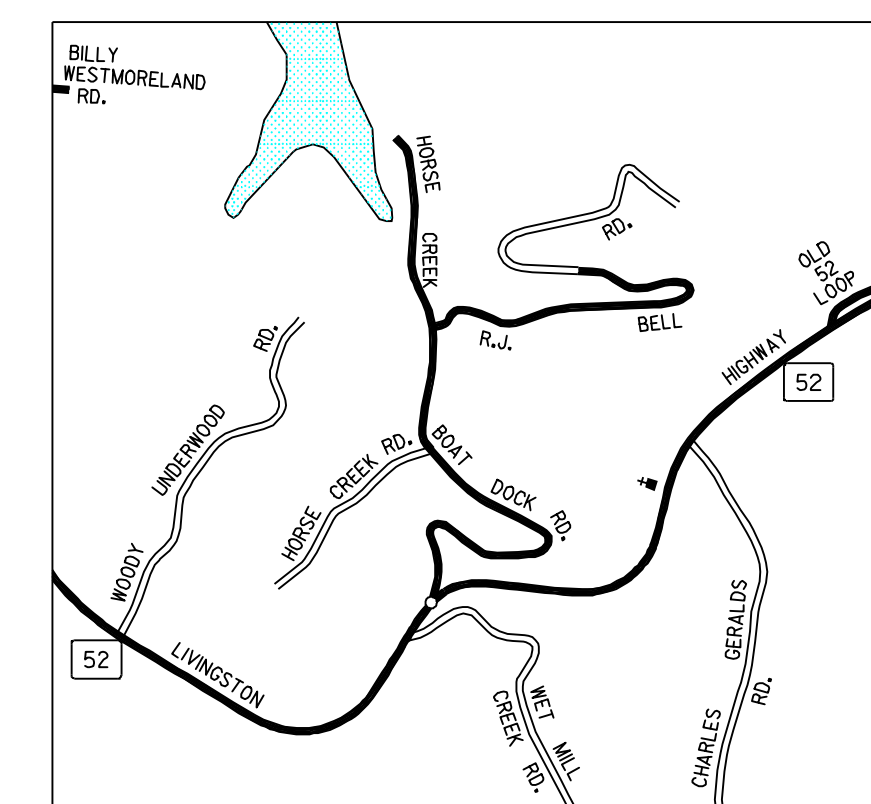 BILLY
WESTMORELAND
RD.
HORSE
CREEK
BOAT
DOCK
RD.
RD.
R.J.
BELL
OLD
52
LOOP
HIGHWAY
52
RD.
UNDERWOOD
WOODY
HORSE CREEK RD.
52
LIVINGSTON
WET MILL
CREEK RD.
GERALDS
CHARLES
RD.